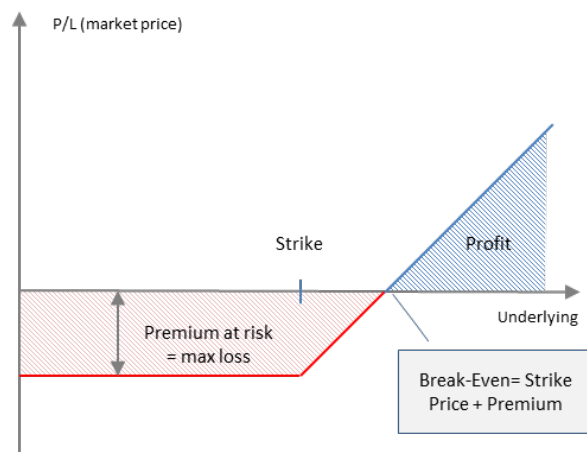 P/L (market price)
Strike
Profit
Underlying
Premium at risk
= max loss
Break-Even= Strike
Price + Premium